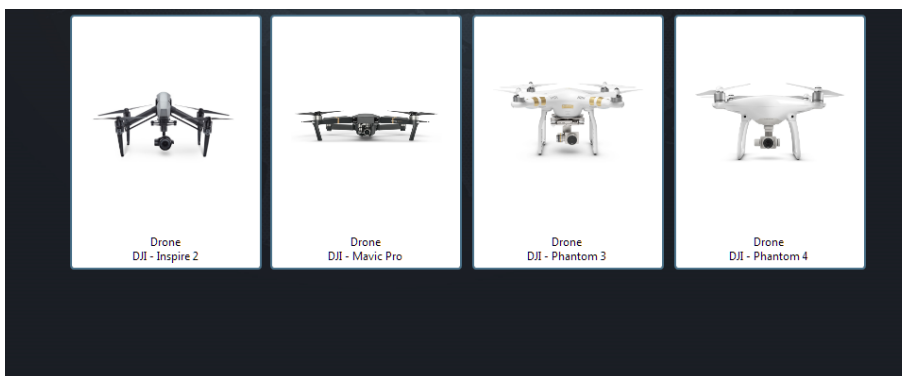 Drone
DJI - Inspire 2
Drone
DJI - Mavic Pro
Drone
DJI - Phantom 3
Drone
DJI - Phantom 4